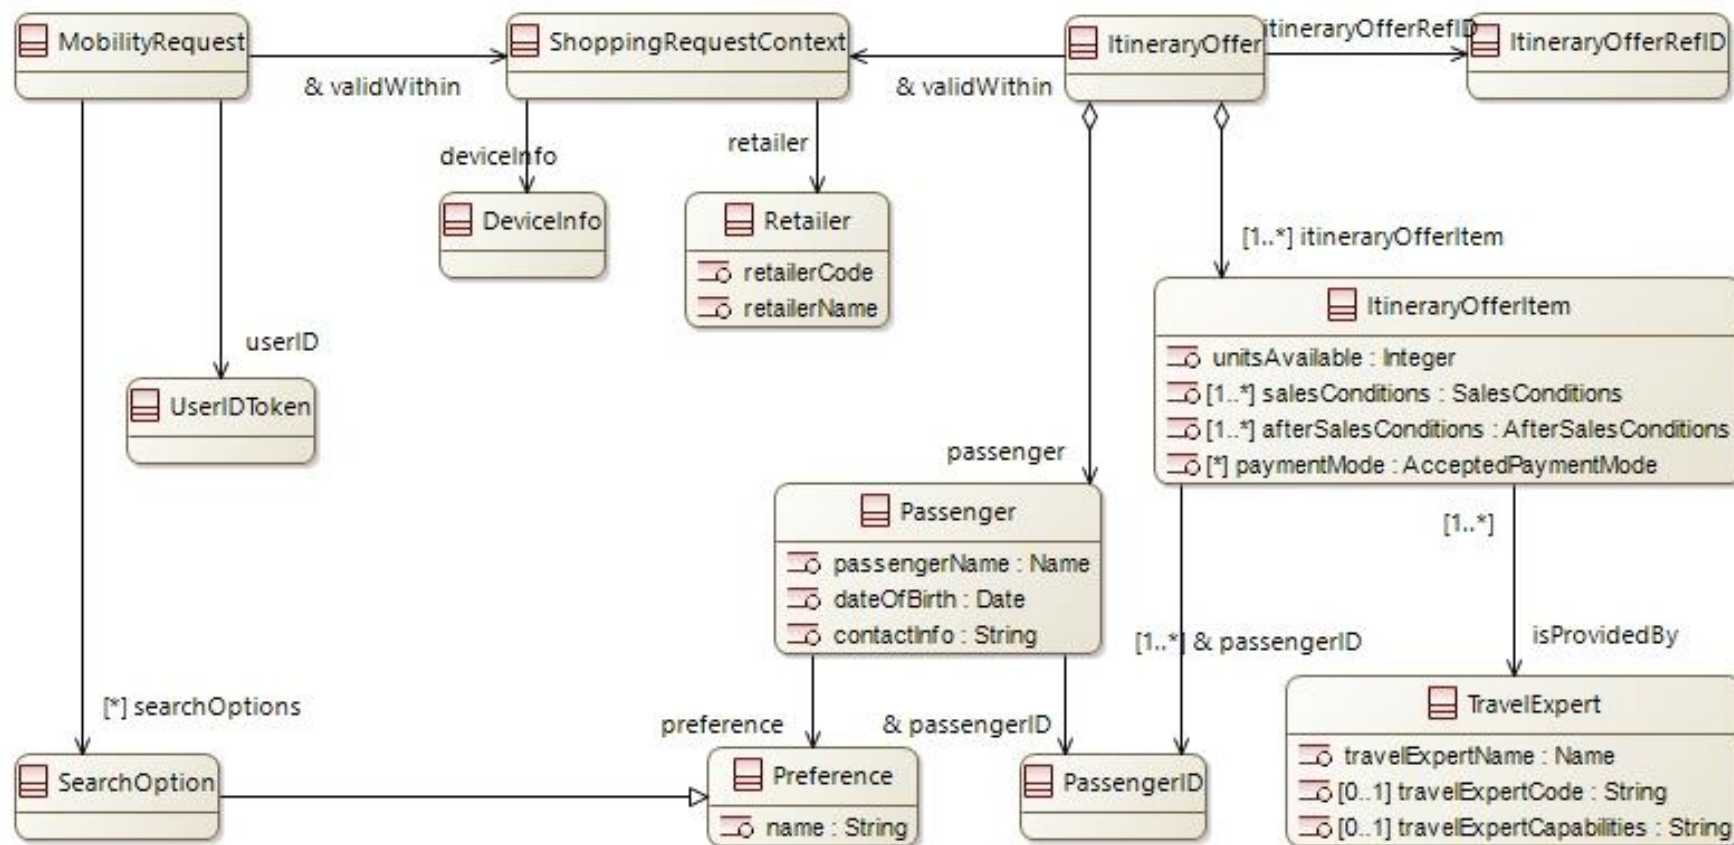 MobilityRequest
ShoppingRequestContext
ItineraryOffer
itineraryOfferRefID
ItineraryOfferRefID
& validWithin
& validWithin
deviceInfo
retailer
DeviceInfo
Retailer
retailerCode
retailerName
[1..*] itineraryOfferItem
ItineraryOfferItem
unitsAvailable : Integer
[1..*] salesConditions : SalesConditions
[1..*] afterSalesConditions : AfterSalesConditions
[*] paymentMode : AcceptedPaymentMode
userID
UserIDToken
passenger
Passenger
passengerName : Name
dateOfBirth : Date
contactInfo : String
[1..*]
[1..*] & passengerID
isProvidedBy
[*] searchOptions
preference
& passengerID
SearchOption
Preference
name : String
PassengerID
TravelExpert
travelExpertName : Name
[0..1] travelExpertCode : String
[0..1] travelExpertCapabilities : String